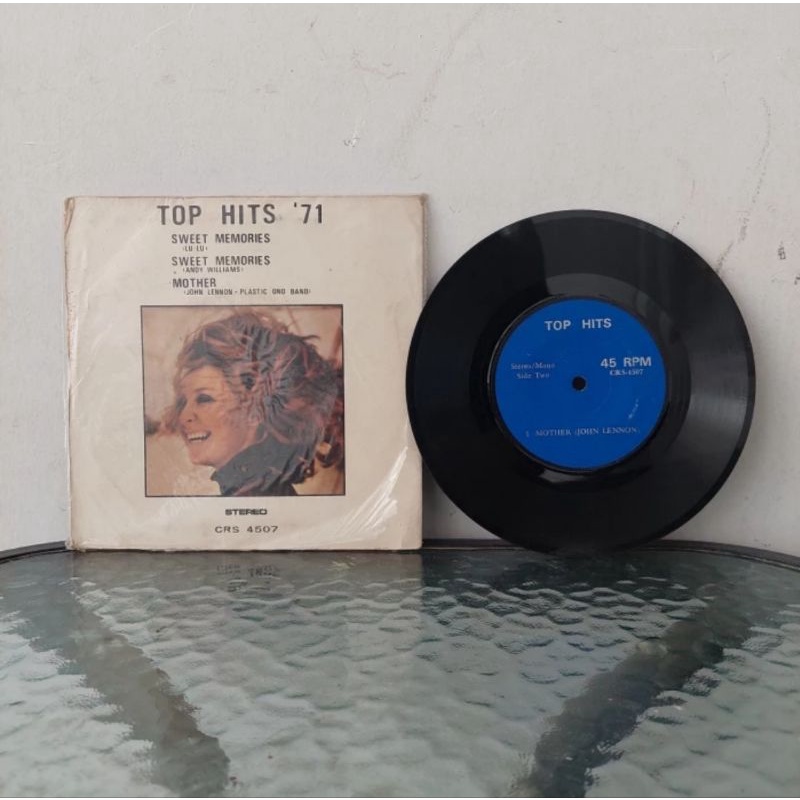 TOP HITS '71
SWEET MEMORIES
(LU-LU)
SWEET MEMORIES
(ANDY WILLIAMS)
MOTHER
(JOHN LENNON - PLASTIC ONO BAND)
STEREO
CRS 4507
TOP HITS
Stereo/Mono
Side Two
45 RPM
CRS-4507
1. MOTHER (JOHN LENNON)